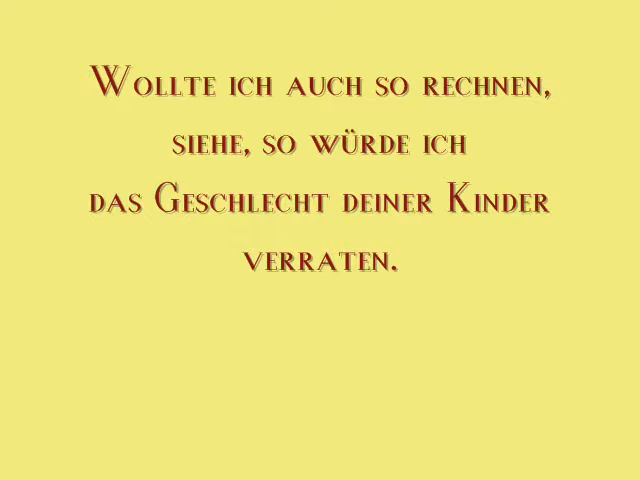 Wollte ich auch so rechnen,
siehe, so würde ich
das Geschlecht deiner Kinder
verraten.